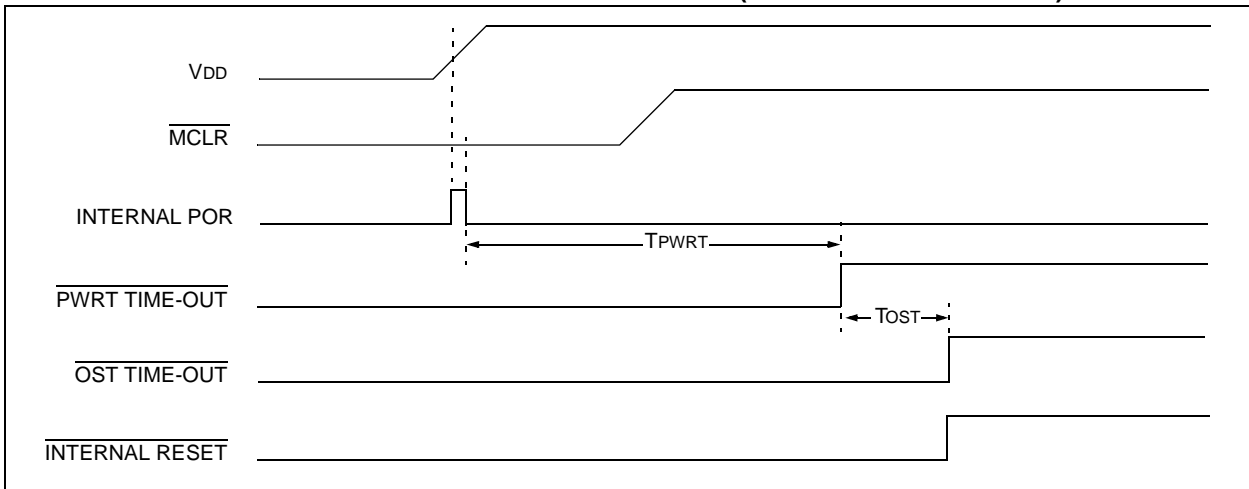 VDD
MCLR
INTERNAL POR
TPWRT
PWRT TIME-OUT
TOST
OST TIME-OUT
INTERNAL RESET